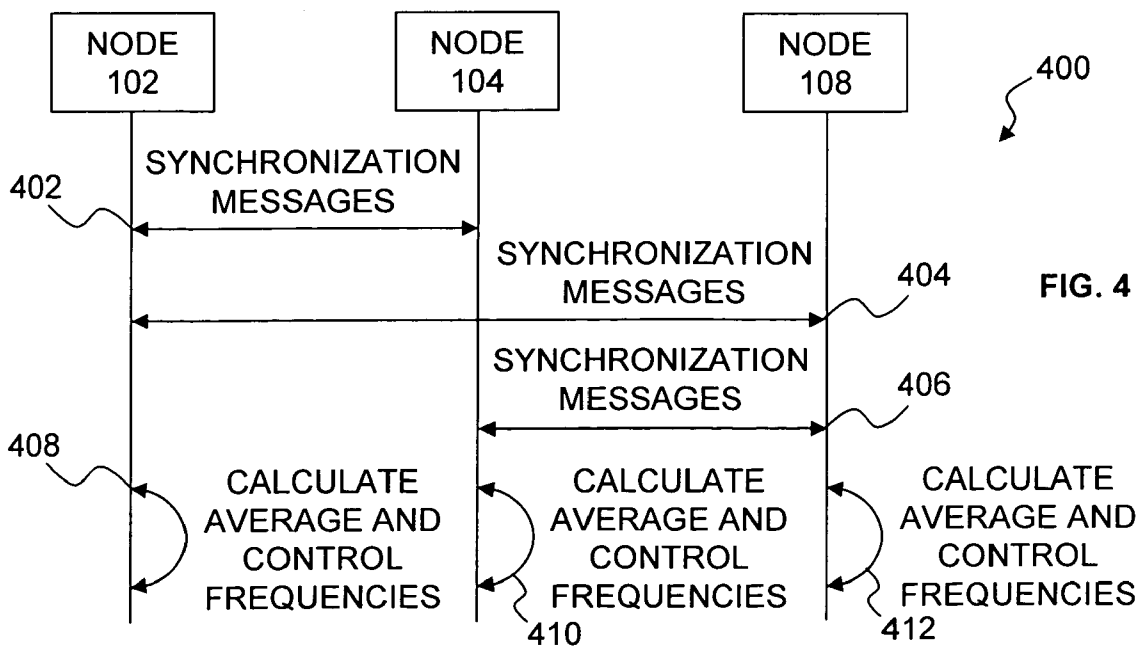 NODE
102
NODE
104
NODE
108
400
SYNCHRONIZATION
MESSAGES
402
SYNCHRONIZATION
MESSAGES
404
FIG. 4
SYNCHRONIZATION
MESSAGES
406
408
CALCULATE
AVERAGE AND
CONTROL
FREQUENCIES
410
CALCULATE
AVERAGE AND
CONTROL
FREQUENCIES
412
CALCULATE
AVERAGE AND
CONTROL
FREQUENCIES